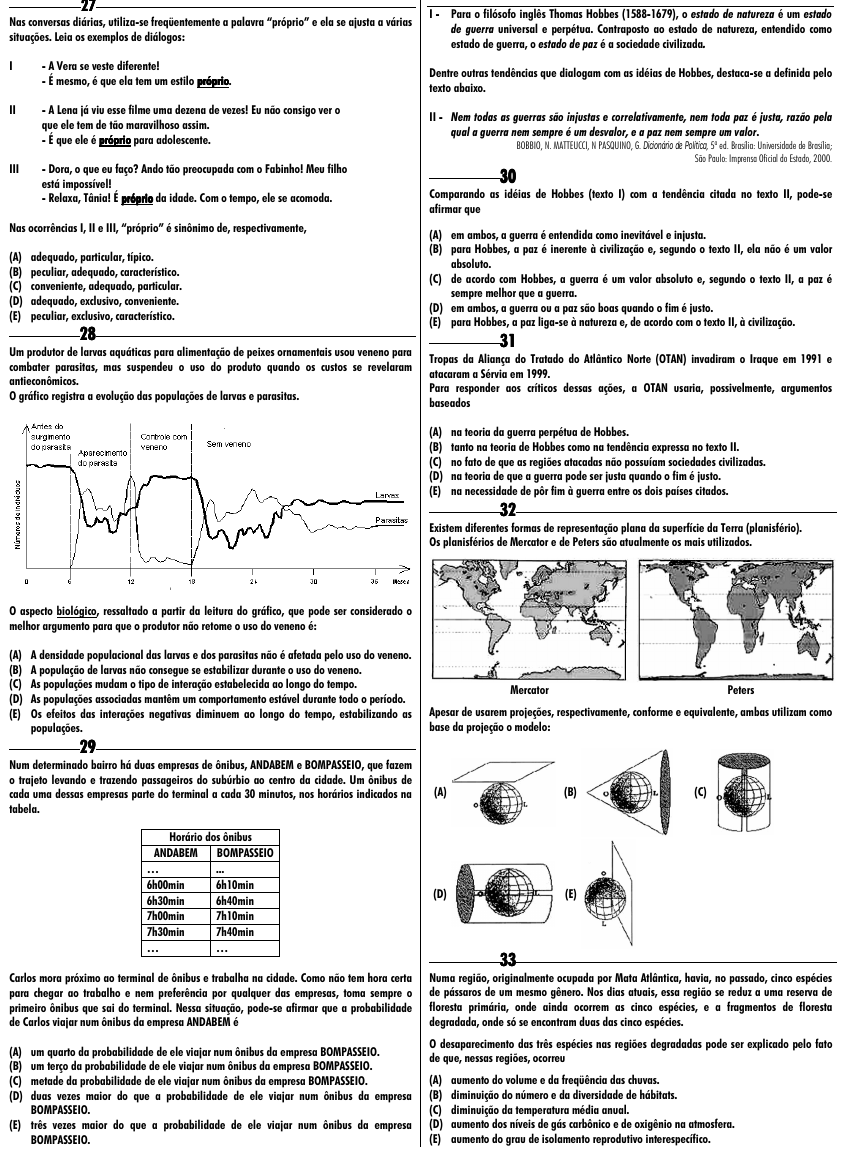 27
Nas conversas diárias, utiliza-se freqüentemente a palavra “próprio” e ela se ajusta a várias
situações. Leia os exemplos de diálogos:
I - A Vera se veste diferente!
- É mesmo, é que ela tem um estilo próprio.
II - A Lena já viu esse filme uma dezena de vezes! Eu não consigo ver o
que ele tem de tão maravilhoso assim.
- É que ele é próprio para adolescente.
III - Dora, o que eu faço? Ando tão preocupada com o Fabinho! Meu filho
está impossível!
- Relaxa, Tânia! É próprio da idade. Com o tempo, ele se acomoda.
Nas ocorrências I, II e III, “próprio” é sinônimo de, respectivamente,
(A) adequado, particular, típico.
(B) peculiar, adequado, característico.
(C) conveniente, adequado, particular.
(D) adequado, exclusivo, conveniente.
(E) peculiar, exclusivo, característico.
28
Um produtor de larvas aquáticas para alimentação de peixes ornamentais usou veneno para
combater parasitas, mas suspendeu o uso do produto quando os custos se revelaram
antieconômicos.
O gráfico registra a evolução das populações de larvas e parasitas.
Antes do
surgimento
do parasita
Aparecimento
do parasita
Controle com
veneno
Sem veneno
Número de indivíduos
Larvas
Parasitas
0 6 12 18 24 30 36 Meses
O aspecto biológico, ressaltado a partir da leitura do gráfico, que pode ser considerado o
melhor argumento para que o produtor não retome o uso do veneno é:
(A) A densidade populacional das larvas e dos parasitas não é afetada pelo uso do veneno.
(B) A população de larvas não consegue se estabilizar durante o uso do veneno.
(C) As populações mudam o tipo de interação estabelecida ao longo do tempo.
(D) As populações associadas mantêm um comportamento estável durante todo o período.
(E) Os efeitos das interações negativas diminuem ao longo do tempo, estabilizando as
populações.
29
Num determinado bairro há duas empresas de ônibus, ANDABEM e BOMPASSEIO, que fazem
o trajeto levando e trazendo passageiros do subúrbio ao centro da cidade. Um ônibus de
cada uma dessas empresas parte do terminal a cada 30 minutos, nos horários indicados na
tabela.
Horário dos ônibus
ANDABEM BOMPASSEIO
... ...
6h00min 6h10min
6h30min 6h40min
7h00min 7h10min
7h30min 7h40min
... ...
Carlos mora próximo ao terminal de ônibus e trabalha na cidade. Como não tem hora certa
para chegar ao trabalho e nem preferência por qualquer das empresas, toma sempre o
primeiro ônibus que sai do terminal. Nessa situação, pode-se afirmar que a probabilidade
de Carlos viajar num ônibus da empresa ANDABEM é
(A) um quarto da probabilidade de ele viajar num ônibus da empresa BOMPASSEIO.
(B) um terço da probabilidade de ele viajar num ônibus da empresa BOMPASSEIO.
(C) metade da probabilidade de ele viajar num ônibus da empresa BOMPASSEIO.
(D) duas vezes maior do que a probabilidade de ele viajar num ônibus da empresa
BOMPASSEIO.
(E) três vezes maior do que a probabilidade de ele viajar num ônibus da empresa
BOMPASSEIO.
I - Para o filósofo inglês Thomas Hobbes (1588-1679), o estado de natureza é um estado
de guerra universal e perpétua. Contraposto ao estado de natureza, entendido como
estado de guerra, o estado de paz é a sociedade civilizada.
Dentre outras tendências que dialogam com as idéias de Hobbes, destaca-se a definida pelo
texto abaixo.
II - Nem todas as guerras são injustas e correlativamente, nem toda paz é justa, razão pela
qual a guerra nem sempre é um desvalor, e a paz nem sempre um valor.
BOBBIO, N. MATTEUCCI, N PASQUINO, G. Dicionário de Política, 5ª ed. Brasília: Universidade de Brasília;
São Paulo: Imprensa Oficial do Estado, 2000.
30
Comparando as idéias de Hobbes (texto I) com a tendência citada no texto II, pode-se
afirmar que
(A) em ambos, a guerra é entendida como inevitável e injusta.
(B) para Hobbes, a paz é inerente à civilização e, segundo o texto II, ela não é um valor
absoluto.
(C) de acordo com Hobbes, a guerra é um valor absoluto e, segundo o texto II, a paz é
sempre melhor que a guerra.
(D) em ambos, a guerra ou a paz são boas quando o fim é justo.
(E) para Hobbes, a paz liga-se à natureza e, de acordo com o texto II, à civilização.
31
Tropas da Aliança do Tratado do Atlântico Norte (OTAN) invadiram o Iraque em 1991 e
atacaram a Sérvia em 1999.
Para responder aos críticos dessas ações, a OTAN usaria, possivelmente, argumentos
baseados
(A) na teoria da guerra perpétua de Hobbes.
(B) tanto na teoria de Hobbes como na tendência expressa no texto II.
(C) no fato de que as regiões atacadas não possuíam sociedades civilizadas.
(D) na teoria de que a guerra pode ser justa quando o fim é justo.
(E) na necessidade de pôr fim à guerra entre os dois países citados.
32
Existem diferentes formas de representação plana da superfície da Terra (planisfério).
Os planisférios de Mercator e de Peters são atualmente os mais utilizados.
Mercator Peters
Apesar de usarem projeções, respectivamente, conforme e equivalente, ambas utilizam como
base da projeção o modelo:
(A) (B) (C)
(D) (E)
33
Numa região, originalmente ocupada por Mata Atlântica, havia, no passado, cinco espécies
de pássaros de um mesmo gênero. Nos dias atuais, essa região se reduz a uma reserva de
floresta primária, onde ainda ocorrem as cinco espécies, e a fragmentos de floresta
degradada, onde só se encontram duas das cinco espécies.
O desaparecimento das três espécies nas regiões degradadas pode ser explicado pelo fato
de que, nessas regiões, ocorreu
(A) aumento do volume e da freqüência das chuvas.
(B) diminuição do número e da diversidade de hábitats.
(C) diminuição da temperatura média anual.
(D) aumento dos níveis de gás carbônico e de oxigênio na atmosfera.
(E) aumento do grau de isolamento reprodutivo interespecífico.